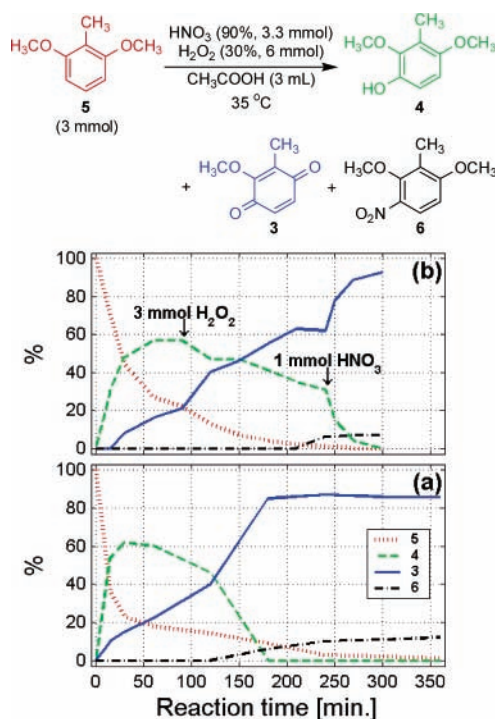 CH₃
H₃CO OCH₃
5
(3 mmol)
HNO₃ (90%, 3.3 mmol)
H₂O₂ (30%, 6 mmol)
CH₃COOH (3 mL)
35 °C
CH₃
H₃CO OCH₃
HO
4
+
CH₃
H₃CO O
O
3
+
CH₃
H₃CO OCH₃
O₂N
6
(b)
3 mmol H₂O₂
1 mmol HNO₃
%
100
80
60
40
20
0
(a)
%
100
80
60
40
20
0
5
4
3
6
0 50 100 150 200 250 300 350
Reaction time [min.]